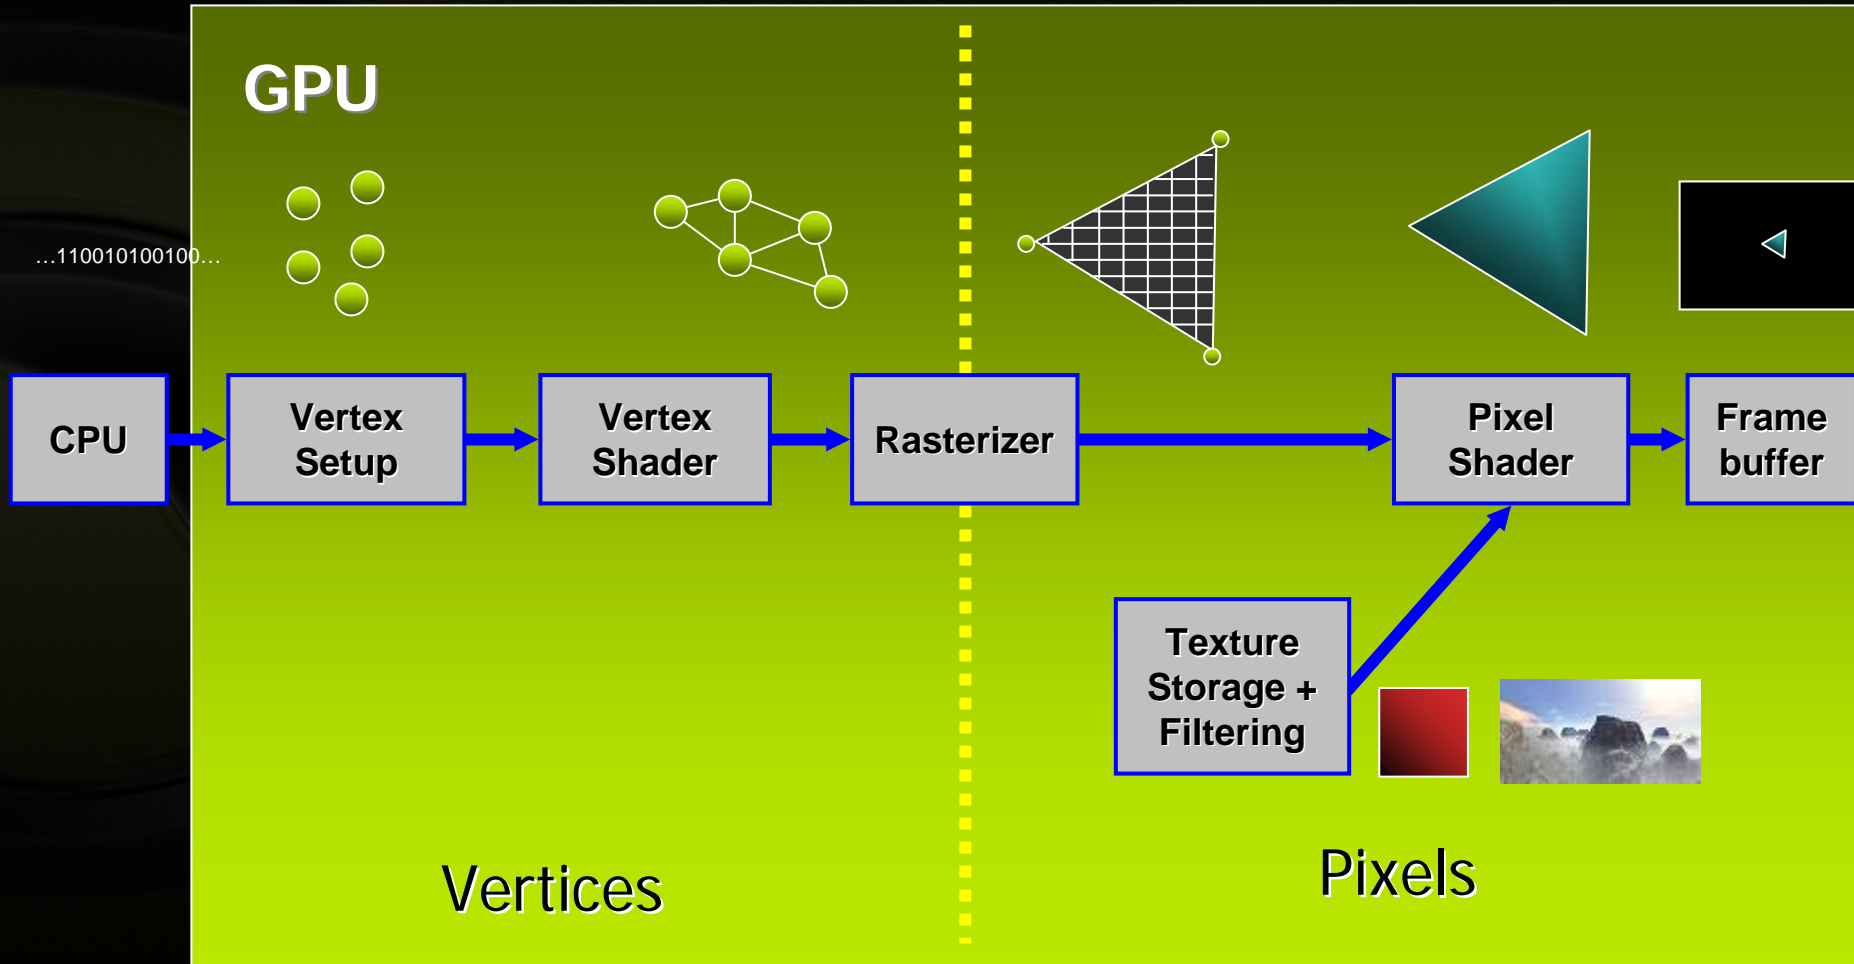 GPU
…110010100100…
CPU
Vertex
Setup
Vertex
Shader
Rasterizer
Pixel
Shader
Frame
buffer
Texture
Storage +
Filtering
Vertices
Pixels